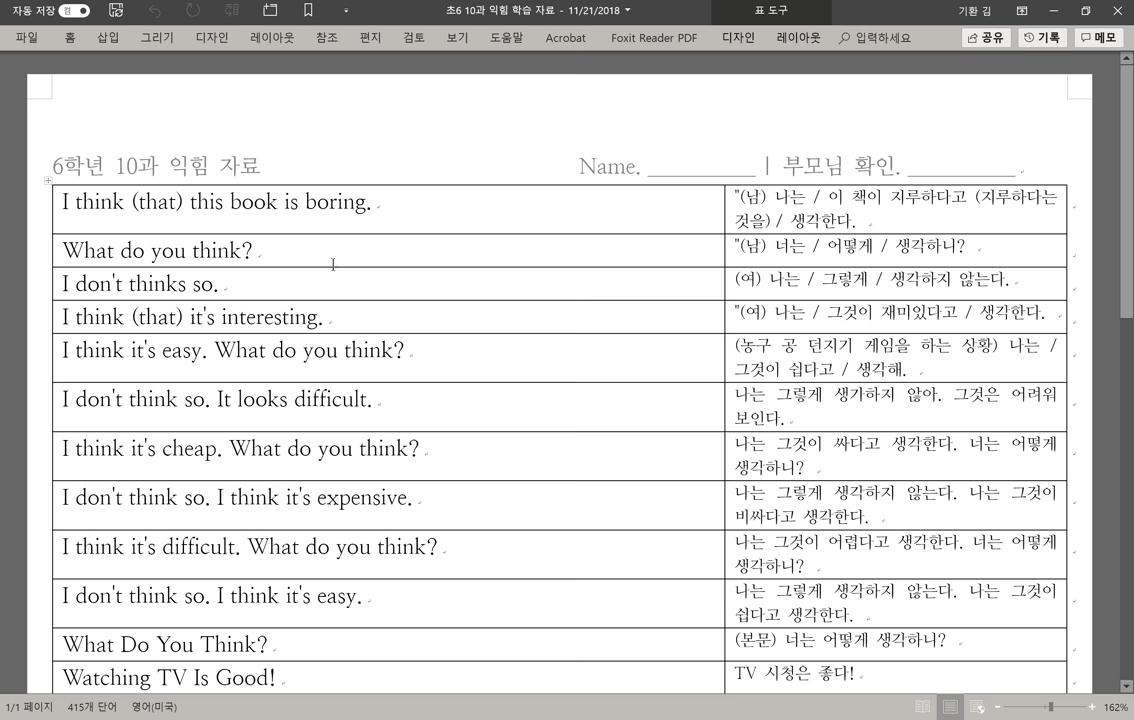 자동 저장 초6 10과 익힘 학습 자료 - 11/21/2018 표 도구 기환 김
파일 홈 삽입 그리기 디자인 레이아웃 참조 편지 검토 보기 도움말 Acrobat Foxit Reader PDF 디자인 레이아웃 입력하세요 공유 기록 메모
6학년 10과 익힘 자료 Name. __________ | 부모님 확인. __________
I think (that) this book is boring.
"(남) 나는 / 이 책이 지루하다고 (지루하다는
것을) / 생각한다.
What do you think?
"(남) 너는 / 어떻게 / 생각하니?
I don't thinks so.
(여) 나는 / 그렇게 / 생각하지 않는다.
I think (that) it's interesting.
"(여) 나는 / 그것이 재미있다고 / 생각한다.
I think it's easy. What do you think?
(농구 공 던지기 게임을 하는 상황) 나는 /
그것이 쉽다고 / 생각해.
I don't think so. It looks difficult.
나는 그렇게 생가하지 않아. 그것은 어려워
보인다.
I think it's cheap. What do you think?
나는 그것이 싸다고 생각한다. 너는 어떻게
생각하니?
I don't think so. I think it's expensive.
나는 그렇게 생각하지 않는다. 나는 그것이
비싸다고 생각한다.
I think it's difficult. What do you think?
나는 그것이 어렵다고 생각한다. 너는 어떻게
생각하니?
I don't think so. I think it's easy.
나는 그렇게 생각하지 않는다. 나는 그것이
쉽다고 생각한다.
What Do You Think?
(본문) 너는 어떻게 생각하니?
Watching TV Is Good!
TV 시청은 좋다!
1/1 페이지 415개 단어 영어(미국) 162%